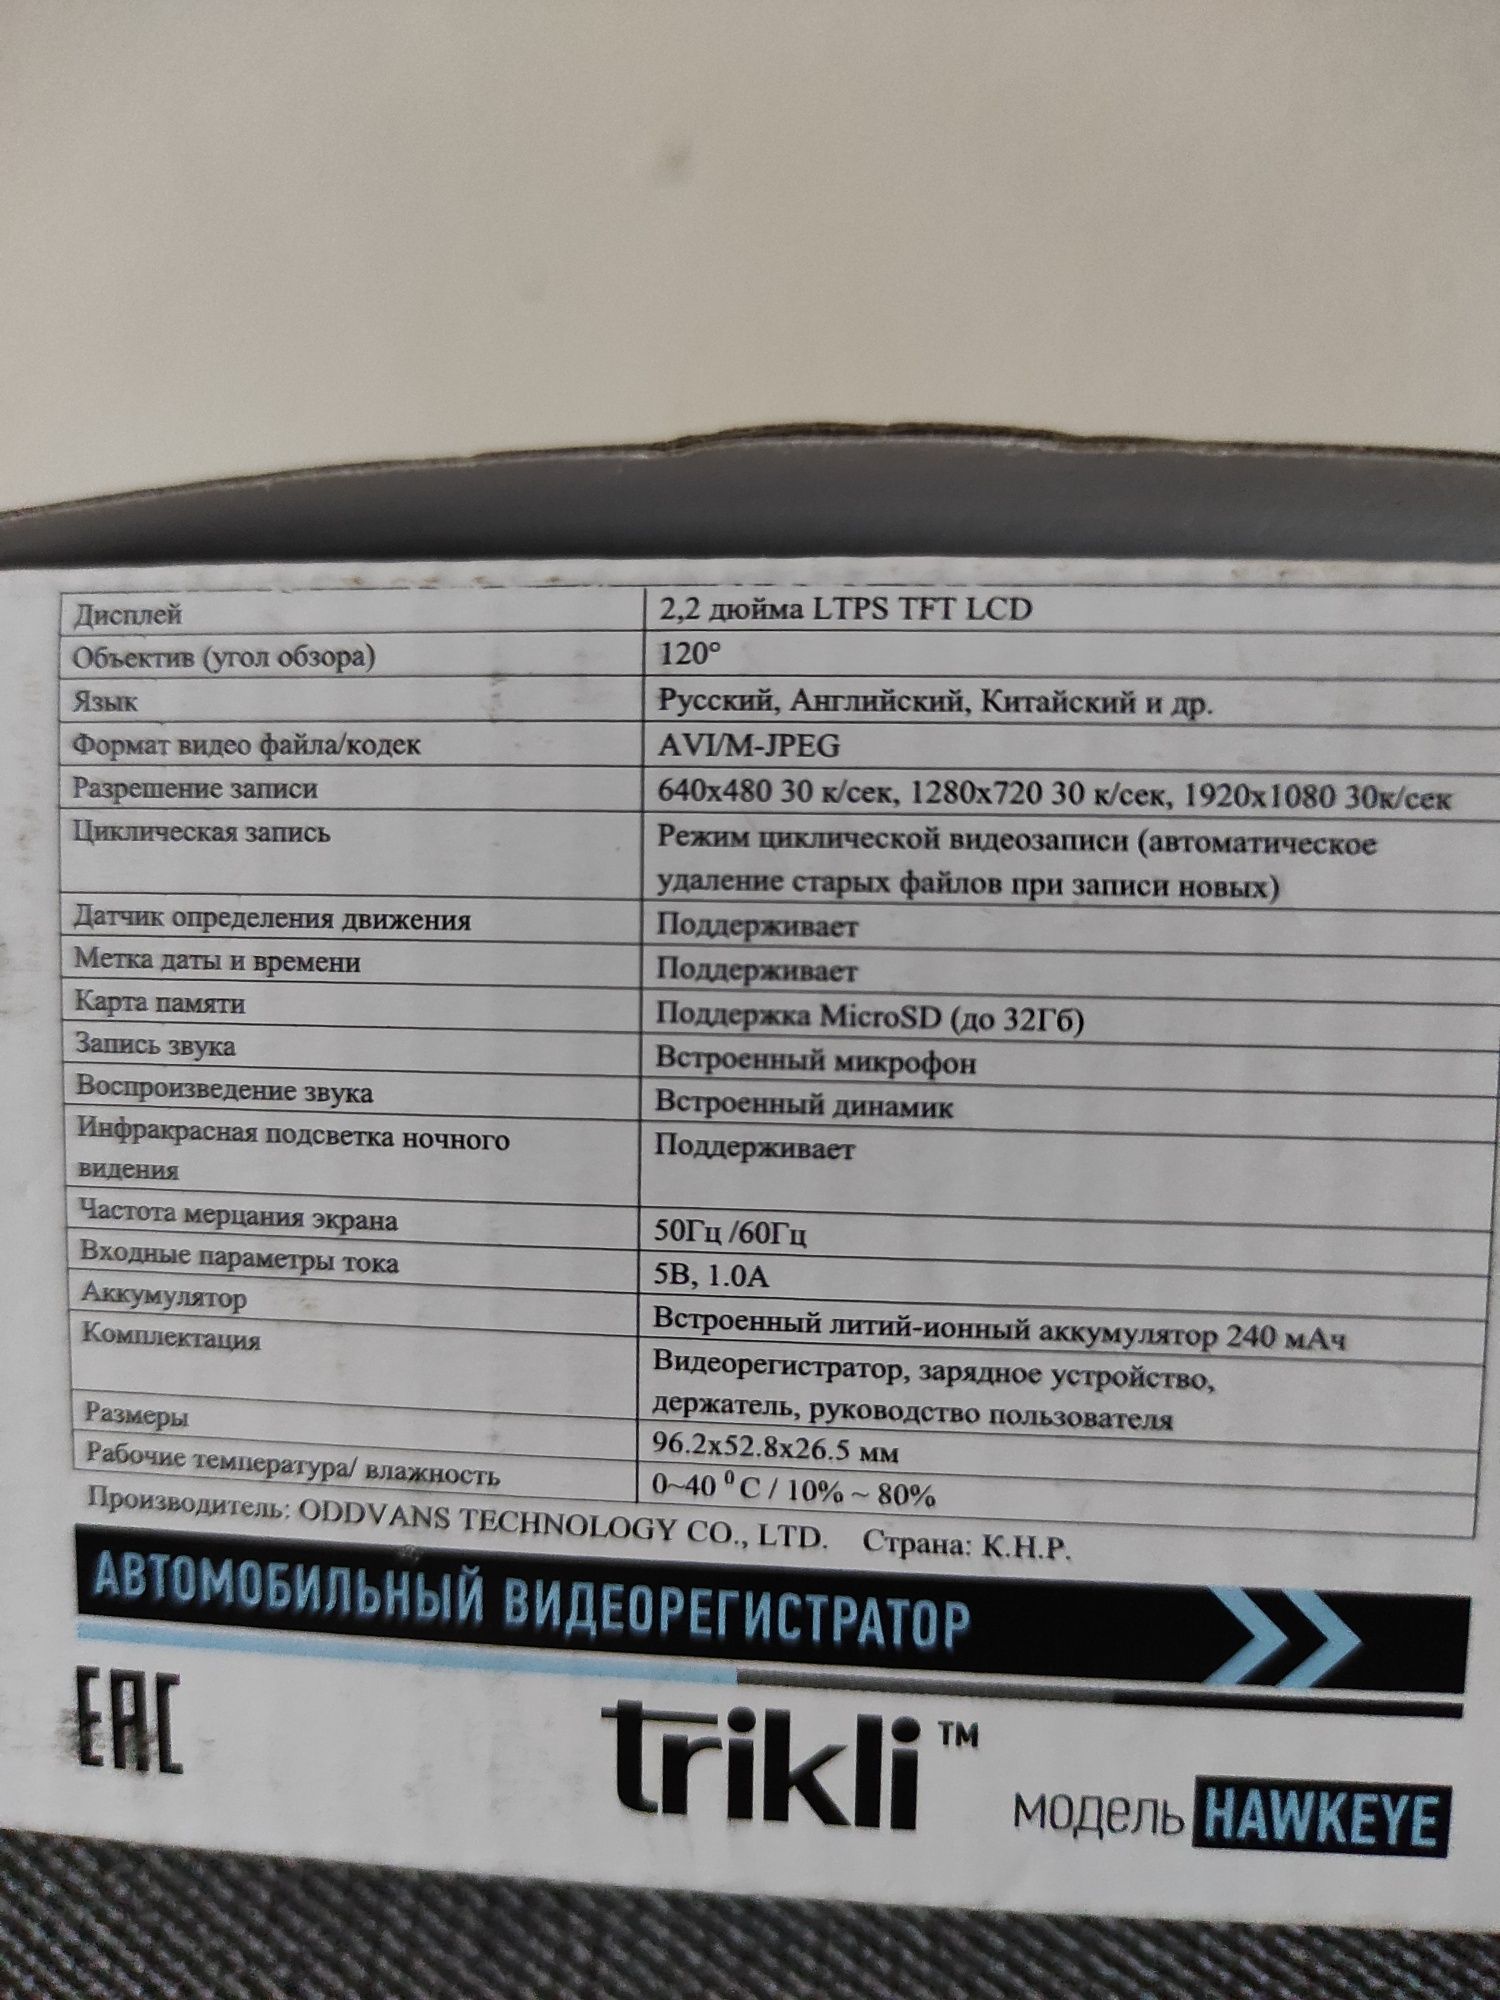 Дисплей 2,2 дюйма LTPS TFT LCD
Объектив (угол обзора) 120°
Язык Русский, Английский, Китайский и др.
Формат видео файла/кодек AVI/M-JPEG
Разрешение записи 640x480 30 к/сек, 1280x720 30 к/сек, 1920x1080 30к/сек
Циклическая запись Режим циклической видеозаписи (автоматическое
удаление старых файлов при записи новых)
Датчик определения движения Поддерживает
Метка даты и времени Поддерживает
Карта памяти Поддержка MicroSD (до 32Гб)
Запись звука Встроенный микрофон
Воспроизведение звука Встроенный динамик
Инфракрасная подсветка ночного Поддерживает
видения
Частота мерцания экрана 50Гц /60Гц
Входные параметры тока 5В, 1.0А
Аккумулятор Встроенный литий-ионный аккумулятор 240 мАч
Комплектация Видеорегистратор, зарядное устройство,
держатель, руководство пользователя
Размеры 96.2x52.8x26.5 мм
Рабочие температура/ влажность 0~40 ⁰ C / 10% ~ 80%
Производитель: ODDVANS TECHNOLOGY CO., LTD. Страна: К.Н.Р.
АВТОМОБИЛЬНЫЙ ВИДЕОРЕГИСТРАТОР
EAC
trikli™
модель HAWKEYE